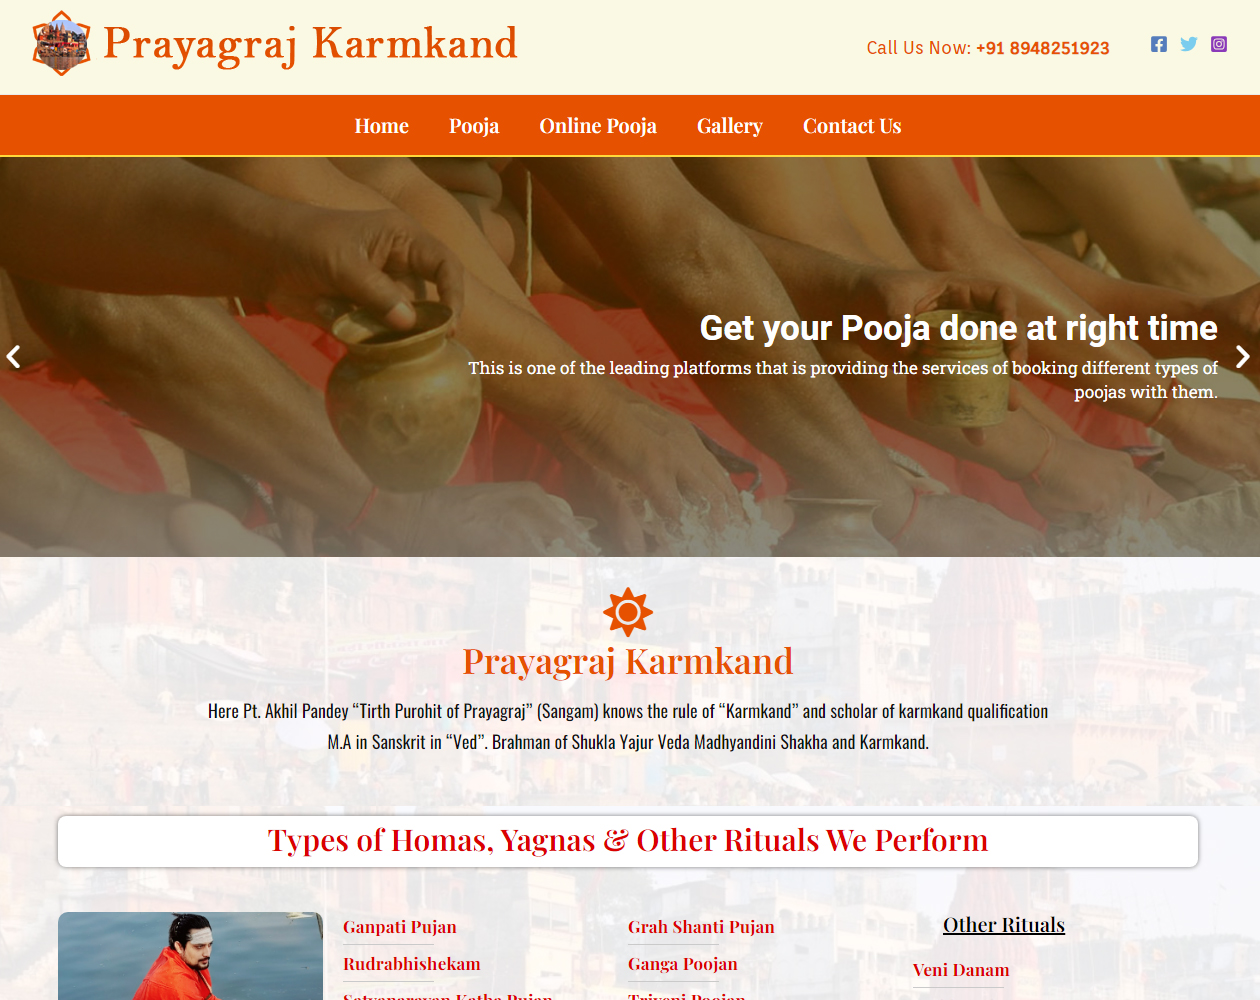 Prayagraj Karmkand
Call Us Now: +91 8948251923
Home Pooja Online Pooja Gallery Contact Us
Get your Pooja done at right time
This is one of the leading platforms that is providing the services of booking different types of
poojas with them.
Prayagraj Karmkand
Here Pt. Akhil Pandey “Tirth Purohit of Prayagraj” (Sangam) knows the rule of “Karmkand” and scholar of karmkand qualification
M.A in Sanskrit in “Ved”. Brahman of Shukla Yajur Veda Madhyandini Shakha and Karmkand.
Types of Homas, Yagnas & Other Rituals We Perform
Ganpati Pujan
Rudrabhishekam
Satyanarayan Katha Pujan
Grah Shanti Pujan
Ganga Poojan
Triveni Poojan
Other Rituals
Veni Danam